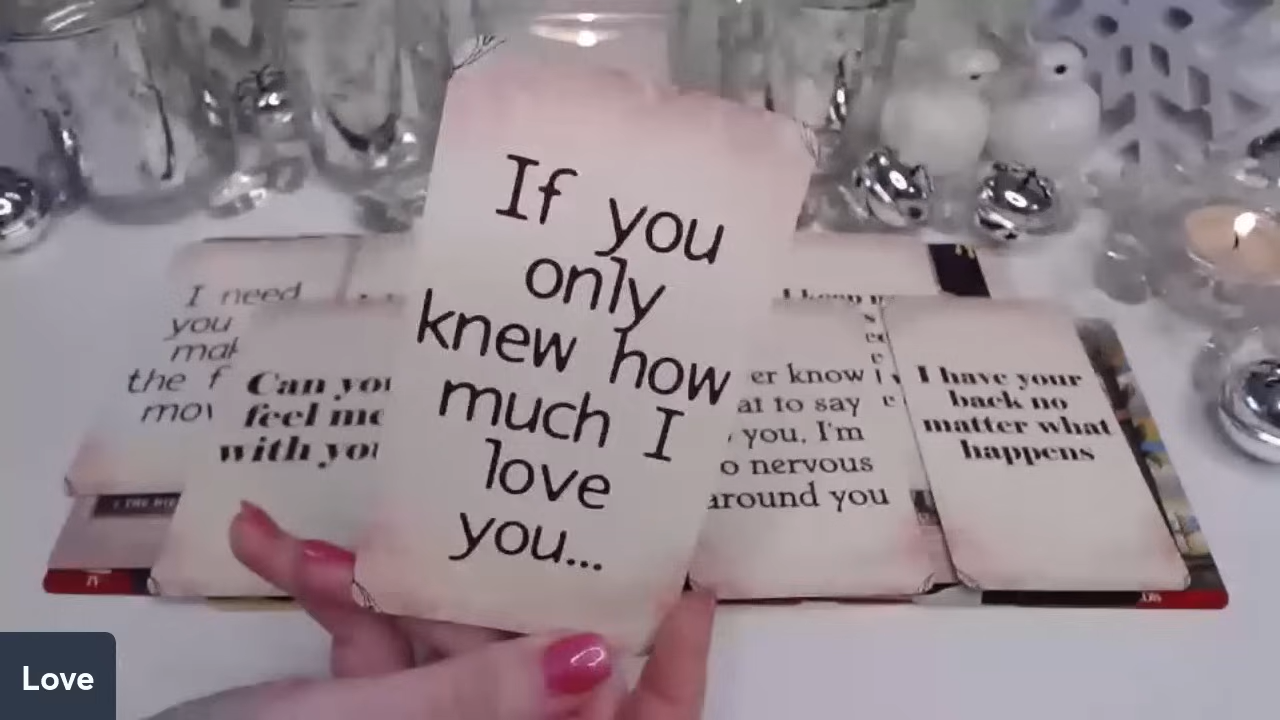 If you
only
knew how
much I
love
you...
I need
you
the f
Can you
feel me
with you
er know
at to say
you, I'm
o nervous
around you
I have your
back no
matter what
happens
Love